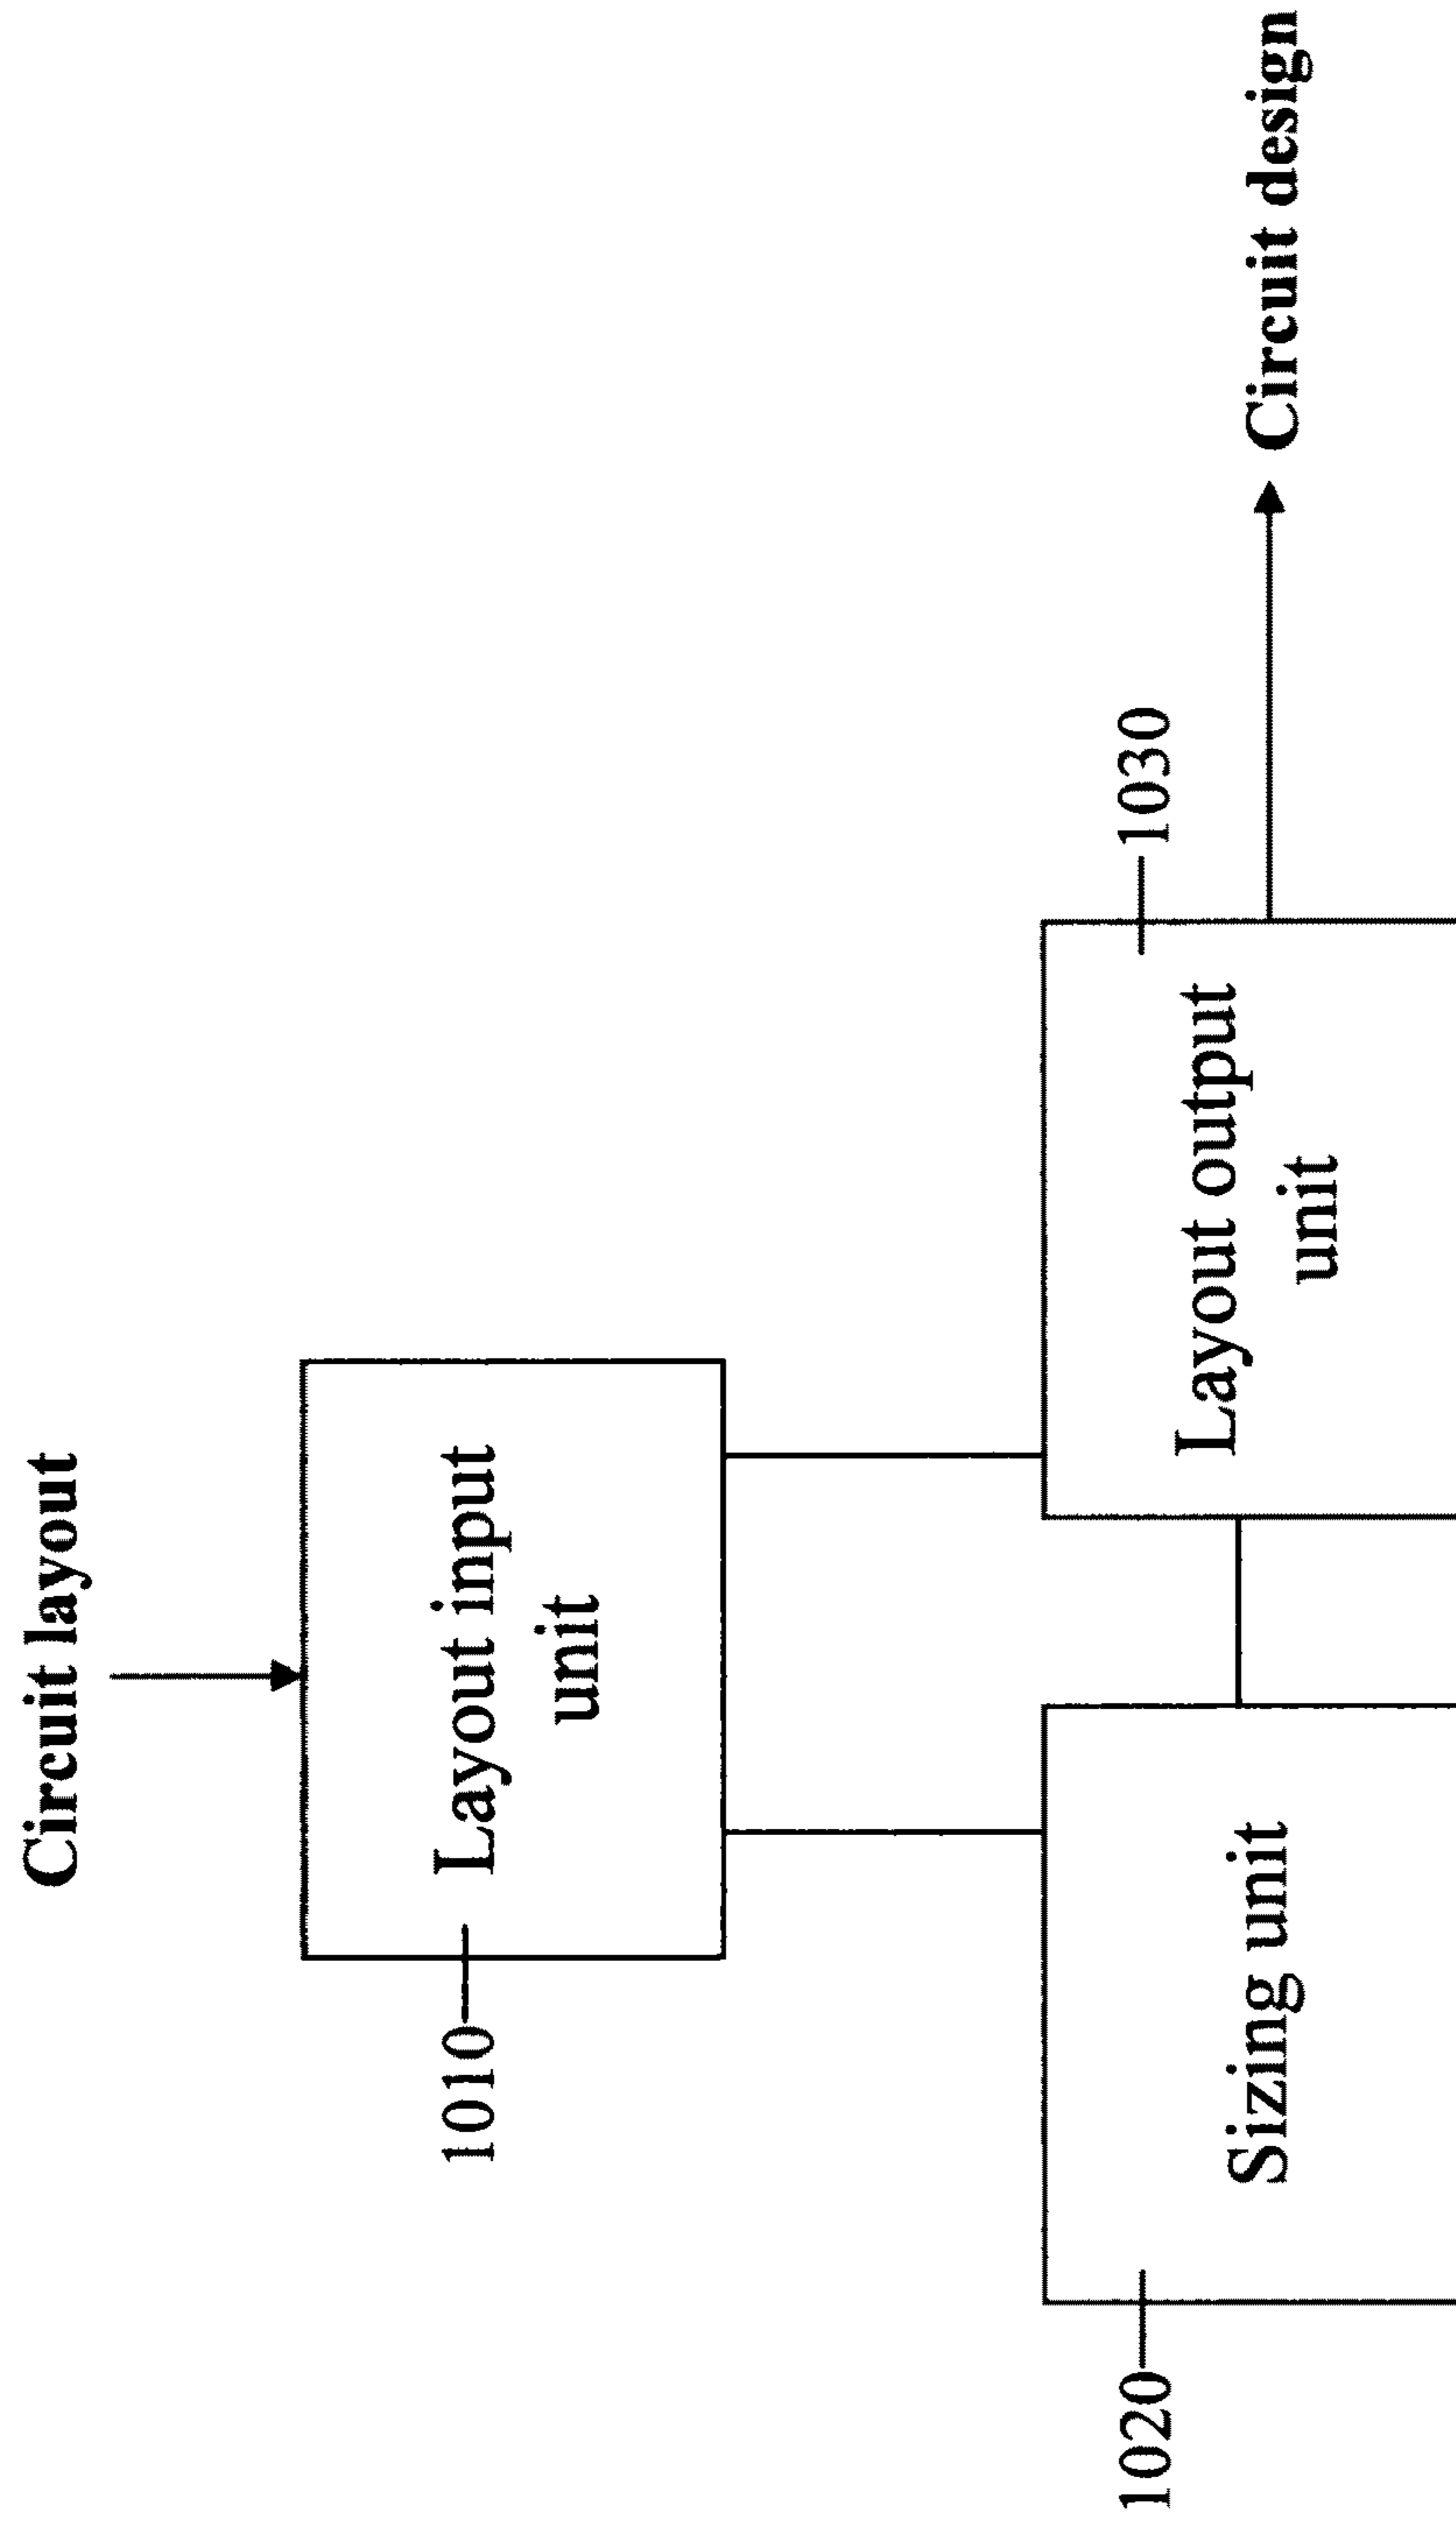 Circuit layout
1010
Layout input
unit
1020
Sizing unit
Layout output
unit
1030
Circuit design